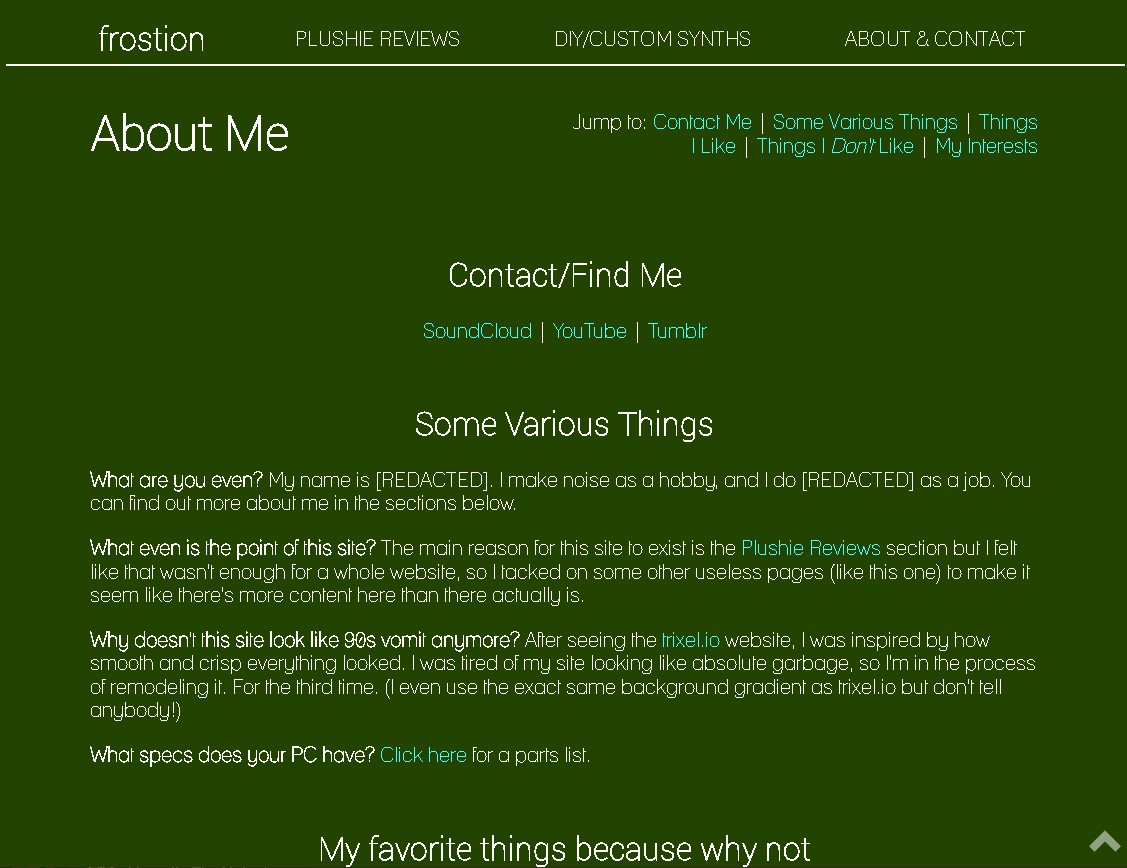 frostion PLUSHIE REVIEWS DIY/CUSTOM SYNTHS ABOUT & CONTACT
About Me
Jump to: Contact Me | Some Various Things | Things
I Like | Things I Don't Like | My Interests
Contact/Find Me
SoundCloud | YouTube | Tumblr
Some Various Things
What are you even? My name is [REDACTED]. I make noise as a hobby, and I do [REDACTED] as a job. You
can find out more about me in the sections below.
What even is the point of this site? The main reason for this site to exist is the Plushie Reviews section but I felt
like that wasn't enough for a whole website, so I tacked on some other useless pages (like this one) to make it
seem like there's more content here than there actually is.
Why doesn't this site look like 90s vomit anymore? After seeing the trixel.io website, I was inspired by how
smooth and crisp everything looked. I was tired of my site looking like absolute garbage, so I'm in the process
of remodeling it. For the third time. (I even use the exact same background gradient as trixel.io but don't tell
anybody!)
What specs does your PC have? Click here for a parts list.
My favorite things because why not